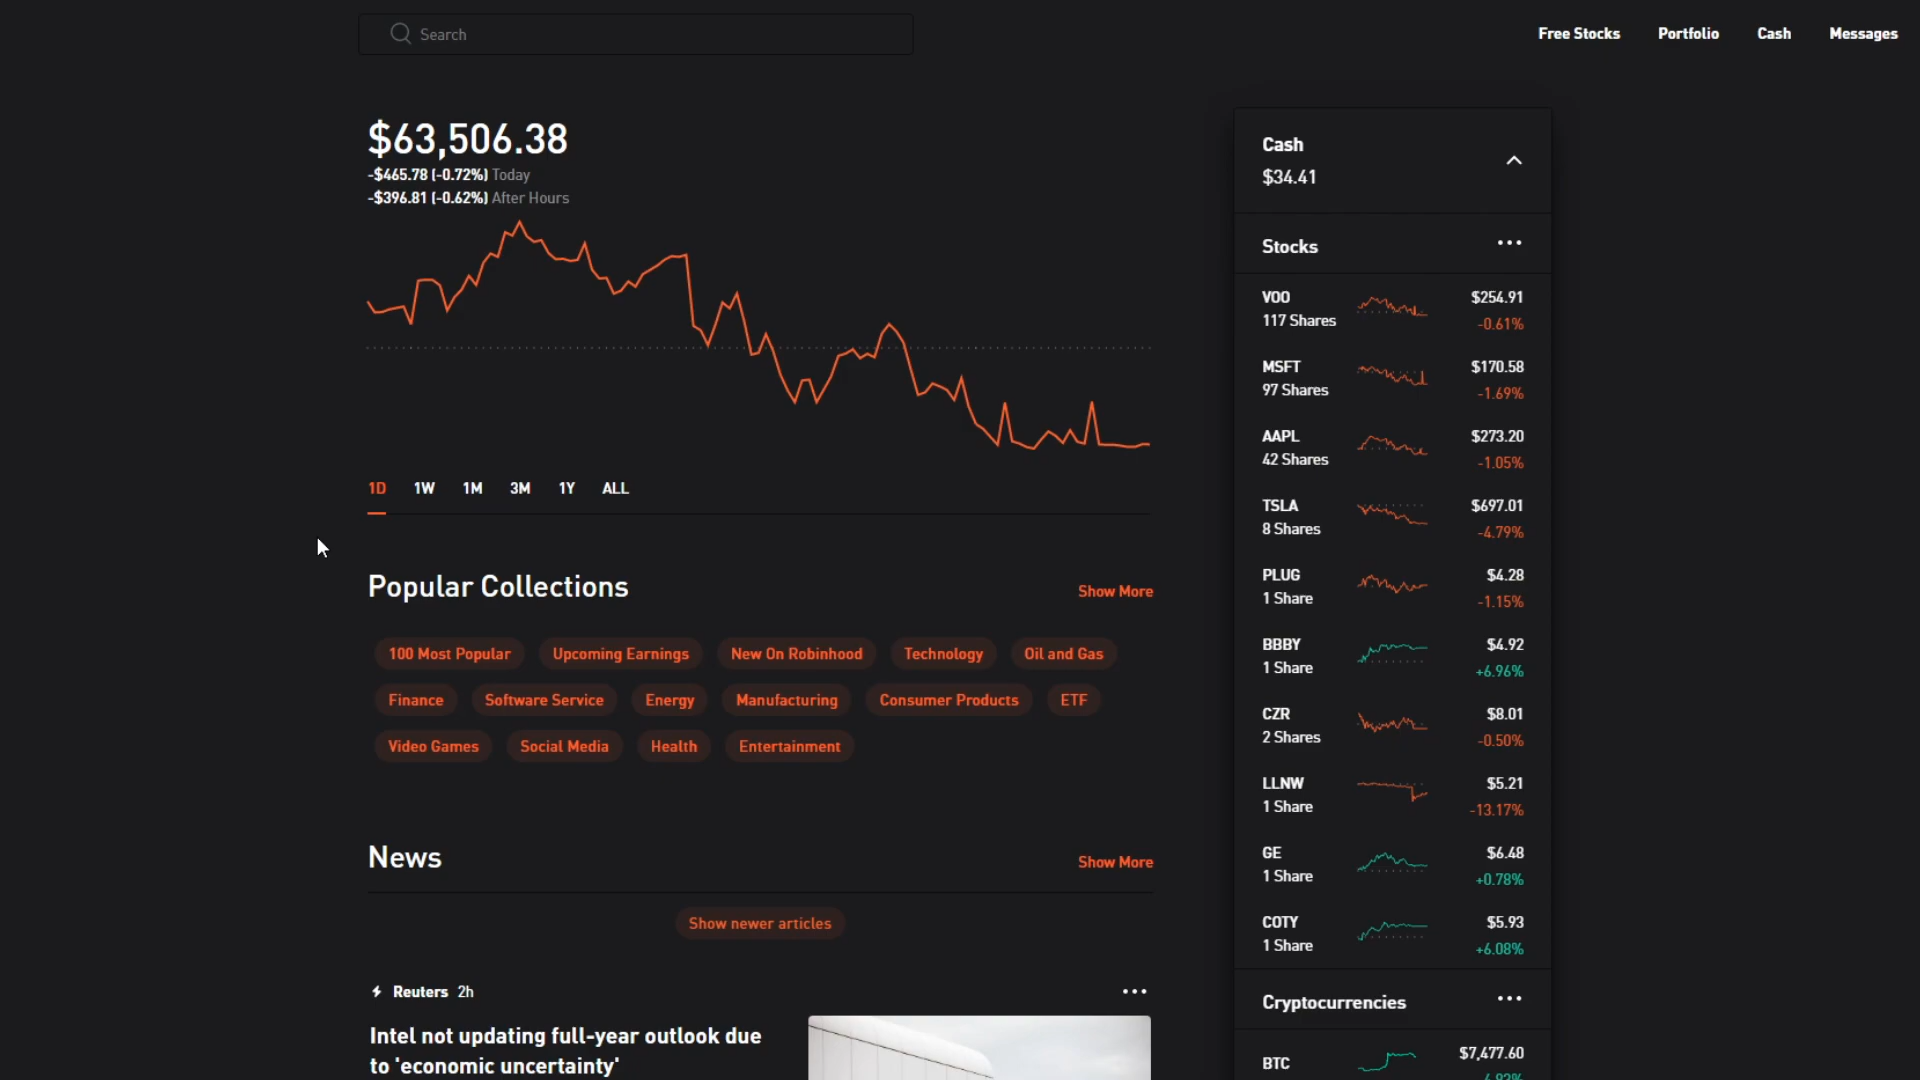 Search
Free Stocks Portfolio Cash Messages
$63,506.38
-$465.78 (-0.72%) Today
-$396.81 (-0.62%) After Hours
1D 1W 1M 3M 1Y ALL
Popular Collections
Show More
100 Most Popular Upcoming Earnings New On Robinhood Technology Oil and Gas
Finance Software Service Energy Manufacturing Consumer Products ETF
Video Games Social Media Health Entertainment
News
Show More
Show newer articles
Reuters 2h
Intel not updating full-year outlook due
to 'economic uncertainty'
Cash
$34.41
Stocks
VOO $254.91
117 Shares -0.61%
MSFT $170.58
97 Shares -1.69%
AAPL $273.20
42 Shares -1.05%
TSLA $697.01
8 Shares -4.79%
PLUG $4.28
1 Share -1.15%
BBBY $4.92
1 Share +6.96%
CZR $8.01
2 Shares -0.50%
LLNW $5.21
1 Share -13.17%
GE $6.48
1 Share +0.78%
COTY $5.93
1 Share +6.08%
Cryptocurrencies
BTC $7,477.60